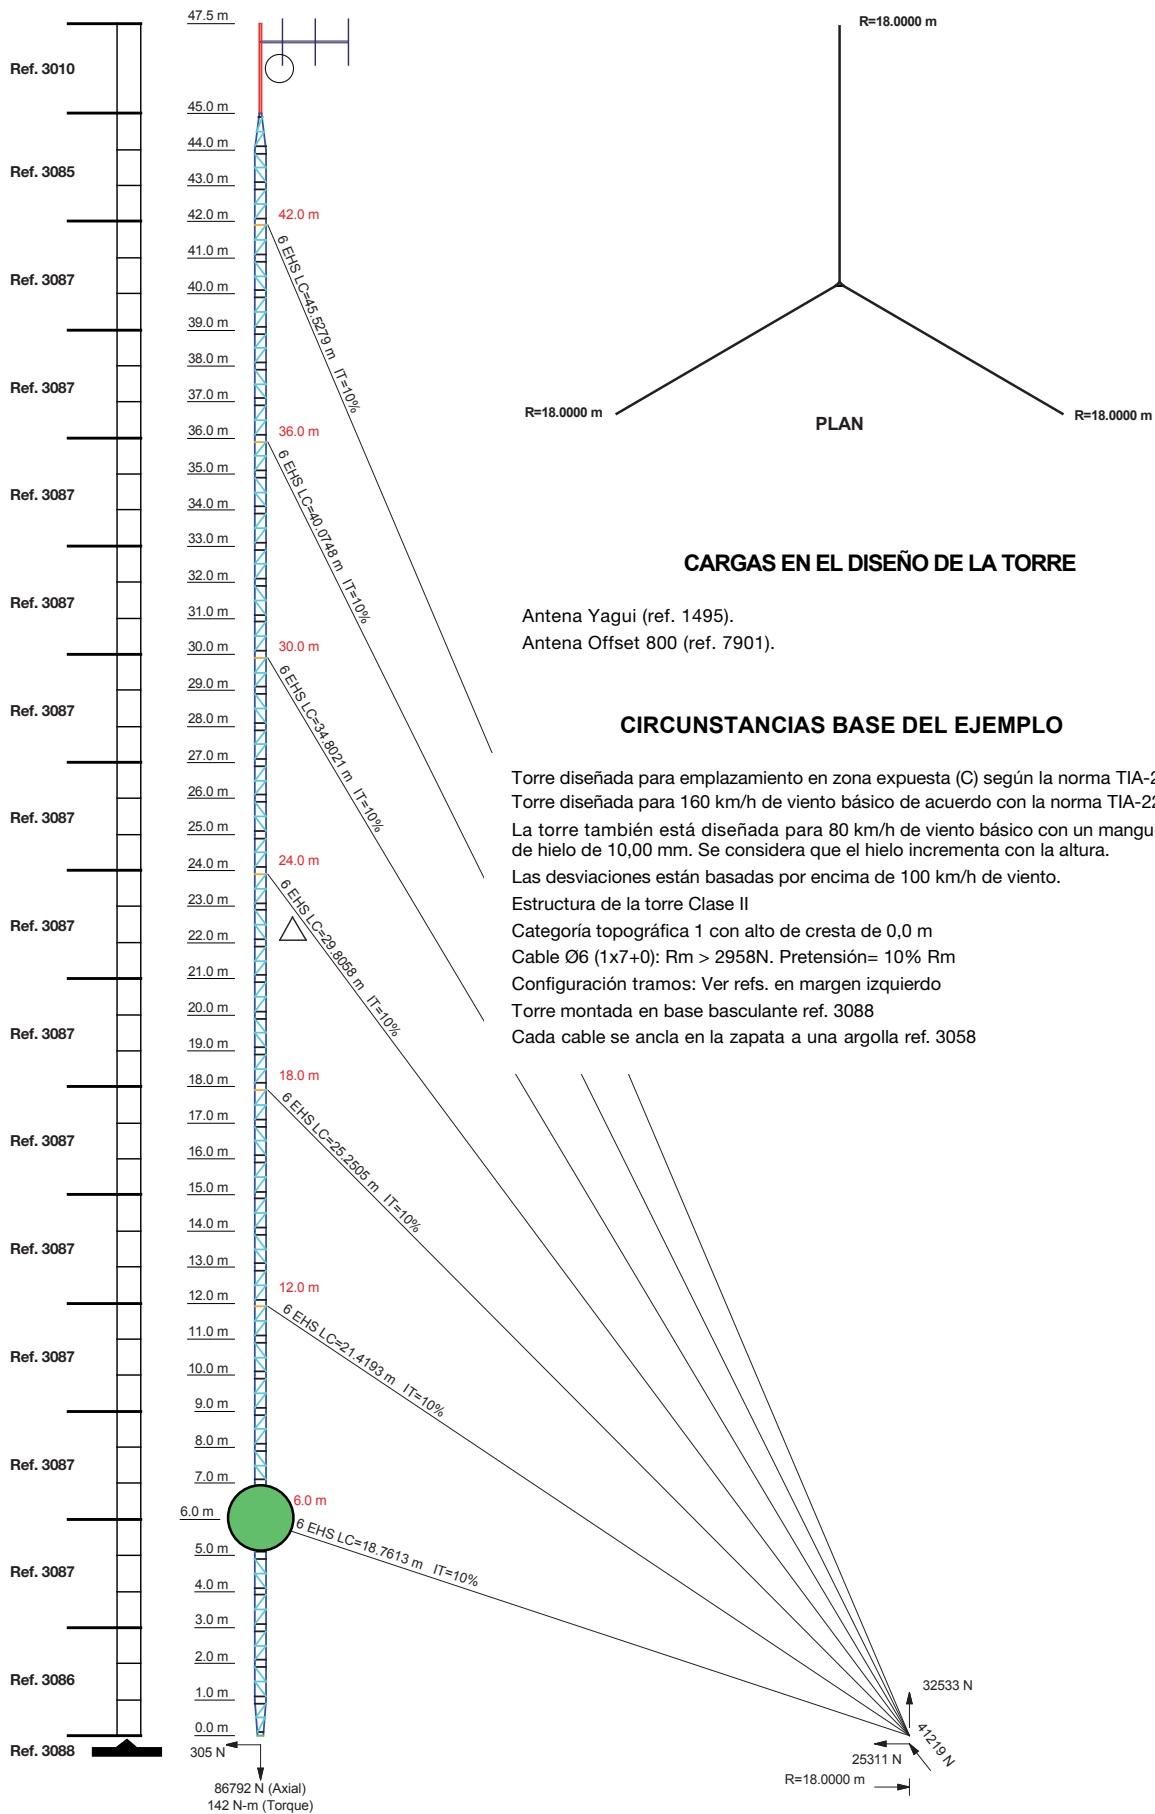 47.5 m
R=18.0000 m
Ref. 3010
45.0 m
44.0 m
Ref. 3085
43.0 m
42.0 m
42.0 m
6 EHS LC=45.5279 m IT=10%
41.0 m
Ref. 3087
40.0 m
39.0 m
38.0 m
Ref. 3087
37.0 m
R=18.0000 m
R=18.0000 m
PLAN
36.0 m
36.0 m
6 EHS LC=40.0748 m IT=10%
35.0 m
Ref. 3087
34.0 m
33.0 m
CARGAS EN EL DISEÑO DE LA TORRE
32.0 m
Ref. 3087
31.0 m
Antena Yagui (ref. 1495).
Antena Offset 800 (ref. 7901).
30.0 m
30.0 m
6 EHS LC=34.8021 m IT=10%
29.0 m
Ref. 3087
28.0 m
CIRCUNSTANCIAS BASE DEL EJEMPLO
27.0 m
Torre diseñada para emplazamiento en zona expuesta (C) según la norma TIA-2
26.0 m
Torre diseñada para 160 km/h de viento básico de acuerdo con la norma TIA-22
Ref. 3087
25.0 m
La torre también está diseñada para 80 km/h de viento básico con un mangu
de hielo de 10,00 mm. Se considera que el hielo incrementa con la altura.
24.0 m
24.0 m
6 EHS LC=29.8058 m IT=10%
Las desviaciones están basadas por encima de 100 km/h de viento.
23.0 m
Estructura de la torre Clase II
Ref. 3087
22.0 m
Categoría topográfica 1 con alto de cresta de 0,0 m
Cable Ø6 (1x7+0): Rm > 2958N. Pretensión= 10% Rm
21.0 m
Configuración tramos: Ver refs. en margen izquierdo
20.0 m
Torre montada en base basculante ref. 3088
Ref. 3087
Cada cable se ancla en la zapata a una argolla ref. 3058
19.0 m
18.0 m
18.0 m
6 EHS LC=25.2505 m IT=10%
17.0 m
Ref. 3087
16.0 m
15.0 m
14.0 m
Ref. 3087
13.0 m
12.0 m
12.0 m
6 EHS LC=21.4193 m IT=10%
11.0 m
Ref. 3087
10.0 m
9.0 m
8.0 m
Ref. 3087
7.0 m
6.0 m
6.0 m
6 EHS LC=18.7613 m IT=10%
5.0 m
Ref. 3087
4.0 m
3.0 m
2.0 m
Ref. 3086
1.0 m
32533 N
0.0 m
41219 N
Ref. 3088
305 N
25311 N
R=18.0000 m
86792 N (Axial)
142 N-m (Torque)